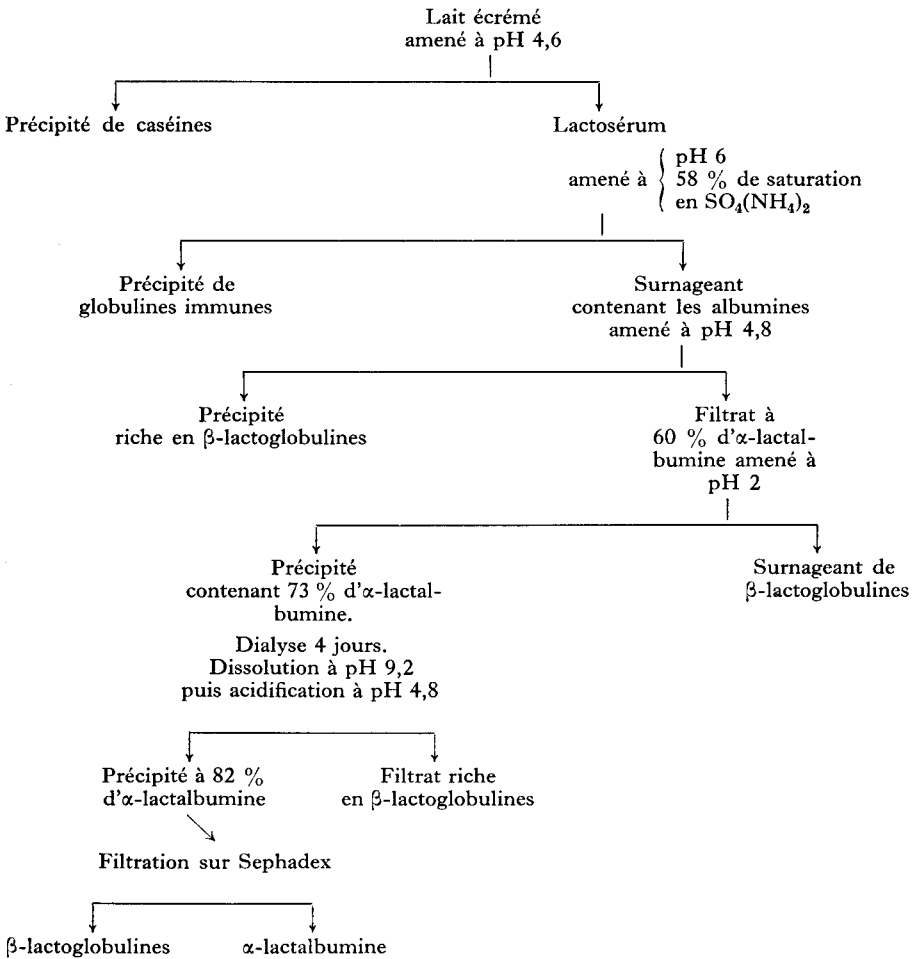 Lait écrémé
amené à pH 4,6
Précipité de caséines
Lactosérum
amené à
pH 6
58 % de saturation
en SO₄(NH₄)₂
Précipité de
globulines immunes
Surnageant
contenant les albumines
amené à pH 4,8
Précipité
riche en β-lactoglobulines
Filtrat à
60 % d'α-lactal-
bumine amené à
pH 2
Précipité
contenant 73 % d'α-lactal-
bumine.
Surnageant de
β-lactoglobulines
Dialyse 4 jours.
Dissolution à pH 9,2
puis acidification à pH 4,8
Précipité à 82 %
d'α-lactalbumine
Filtrat riche
en β-lactoglobulines
Filtration sur Sephadex
β-lactoglobulines
α-lactalbumine